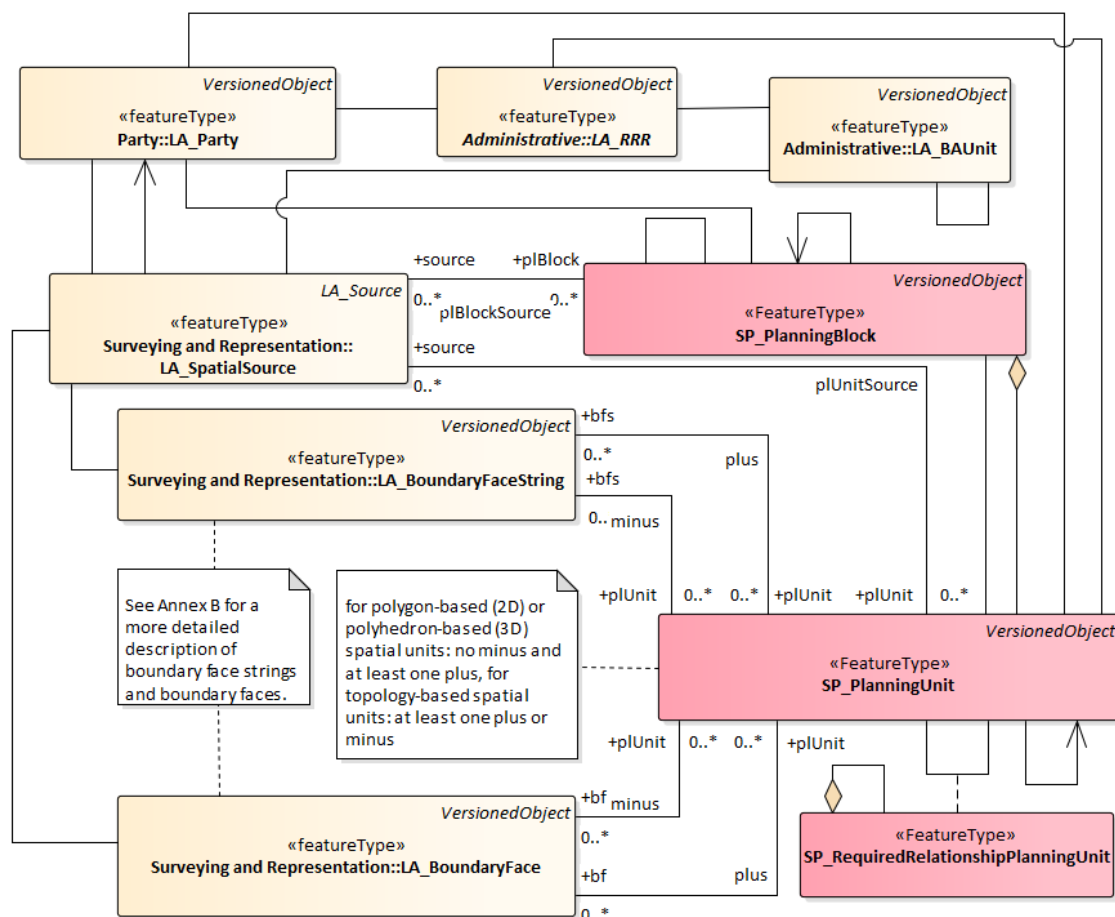 VersionedObject
«featureType»
Party::LA_Party
VersionedObject
«featureType»
Administrative::LA_RRR
VersionedObject
«featureType»
Administrative::LA_BAUnit
LA_Source
«featureType»
Surveying and Representation::
LA_SpatialSource
+source
+plBlock
0..*
plBlockSource
0..*
VersionedObject
«FeatureType»
SP_PlanningBlock
+source
0..*
plUnitSource
VersionedObject
«featureType»
Surveying and Representation::LA_BoundaryFaceString
+bfs
0..*
plus
+bfs
0..
minus
See Annex B for a
more detailed
description of
boundary face strings
and boundary faces.
for polygon-based (2D) or
polyhedron-based (3D)
spatial units: no minus and
at least one plus, for
topology-based spatial
units: at least one plus or
minus
+plUnit
0..*
0..*
+plUnit
+plUnit
0..*
VersionedObject
«FeatureType»
SP_PlanningUnit
+plUnit
0..*
0..*
+plUnit
VersionedObject
«featureType»
Surveying and Representation::LA_BoundaryFace
+bf
minus
0..*
+bf
plus
0..*
«FeatureType»
SP_RequiredRelationshipPlanningUnit